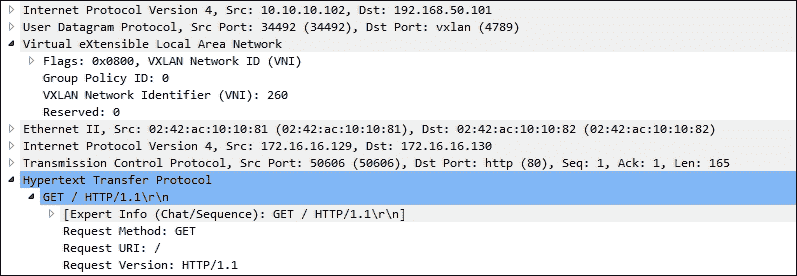 Internet Protocol Version 4, Src: 10.10.10.102, Dst: 192.168.50.101
User Datagram Protocol, Src Port: 34492 (34492), Dst Port: vxlan (4789)
Virtual eXtensible Local Area Network
Flags: 0x0800, VXLAN Network ID (VNI)
Group Policy ID: 0
VXLAN Network Identifier (VNI): 260
Reserved: 0
Ethernet II, Src: 02:42:ac:10:10:81 (02:42:ac:10:10:81), Dst: 02:42:ac:10:10:82 (02:42:ac:10:10:82)
Internet Protocol Version 4, Src: 172.16.16.129, Dst: 172.16.16.130
Transmission Control Protocol, Src Port: 50606 (50606), Dst Port: http (80), Seq: 1, Ack: 1, Len: 165
Hypertext Transfer Protocol
GET / HTTP/1.1\r\n
[Expert Info (Chat/Sequence): GET / HTTP/1.1\r\n]
Request Method: GET
Request URI: /
Request Version: HTTP/1.1